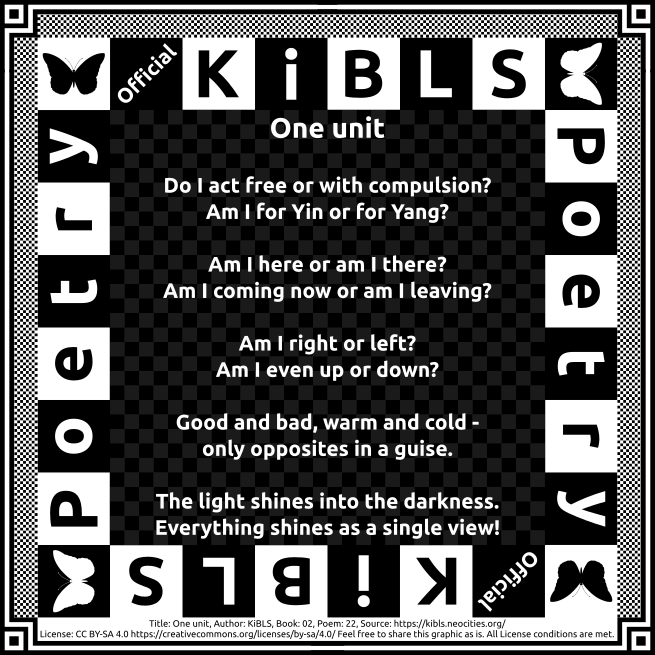 Official KiBLS
Poetry
Poetry
One unit
Do I act free or with compulsion?
Am I for Yin or for Yang?
Am I here or am I there?
Am I coming now or am I leaving?
Am I right or left?
Am I even up or down?
Good and bad, warm and cold -
only opposites in a guise.
The light shines into the darkness.
Everything shines as a single view!
Official KiBLS
Title: One unit, Author: KiBLS, Book: 02, Poem: 22, Source: https://kibls.neocities.org/
License: CC BY-SA 4.0 https://creativecommons.org/licenses/by-sa/4.0/ Feel free to share this graphic as is. All License conditions are met.